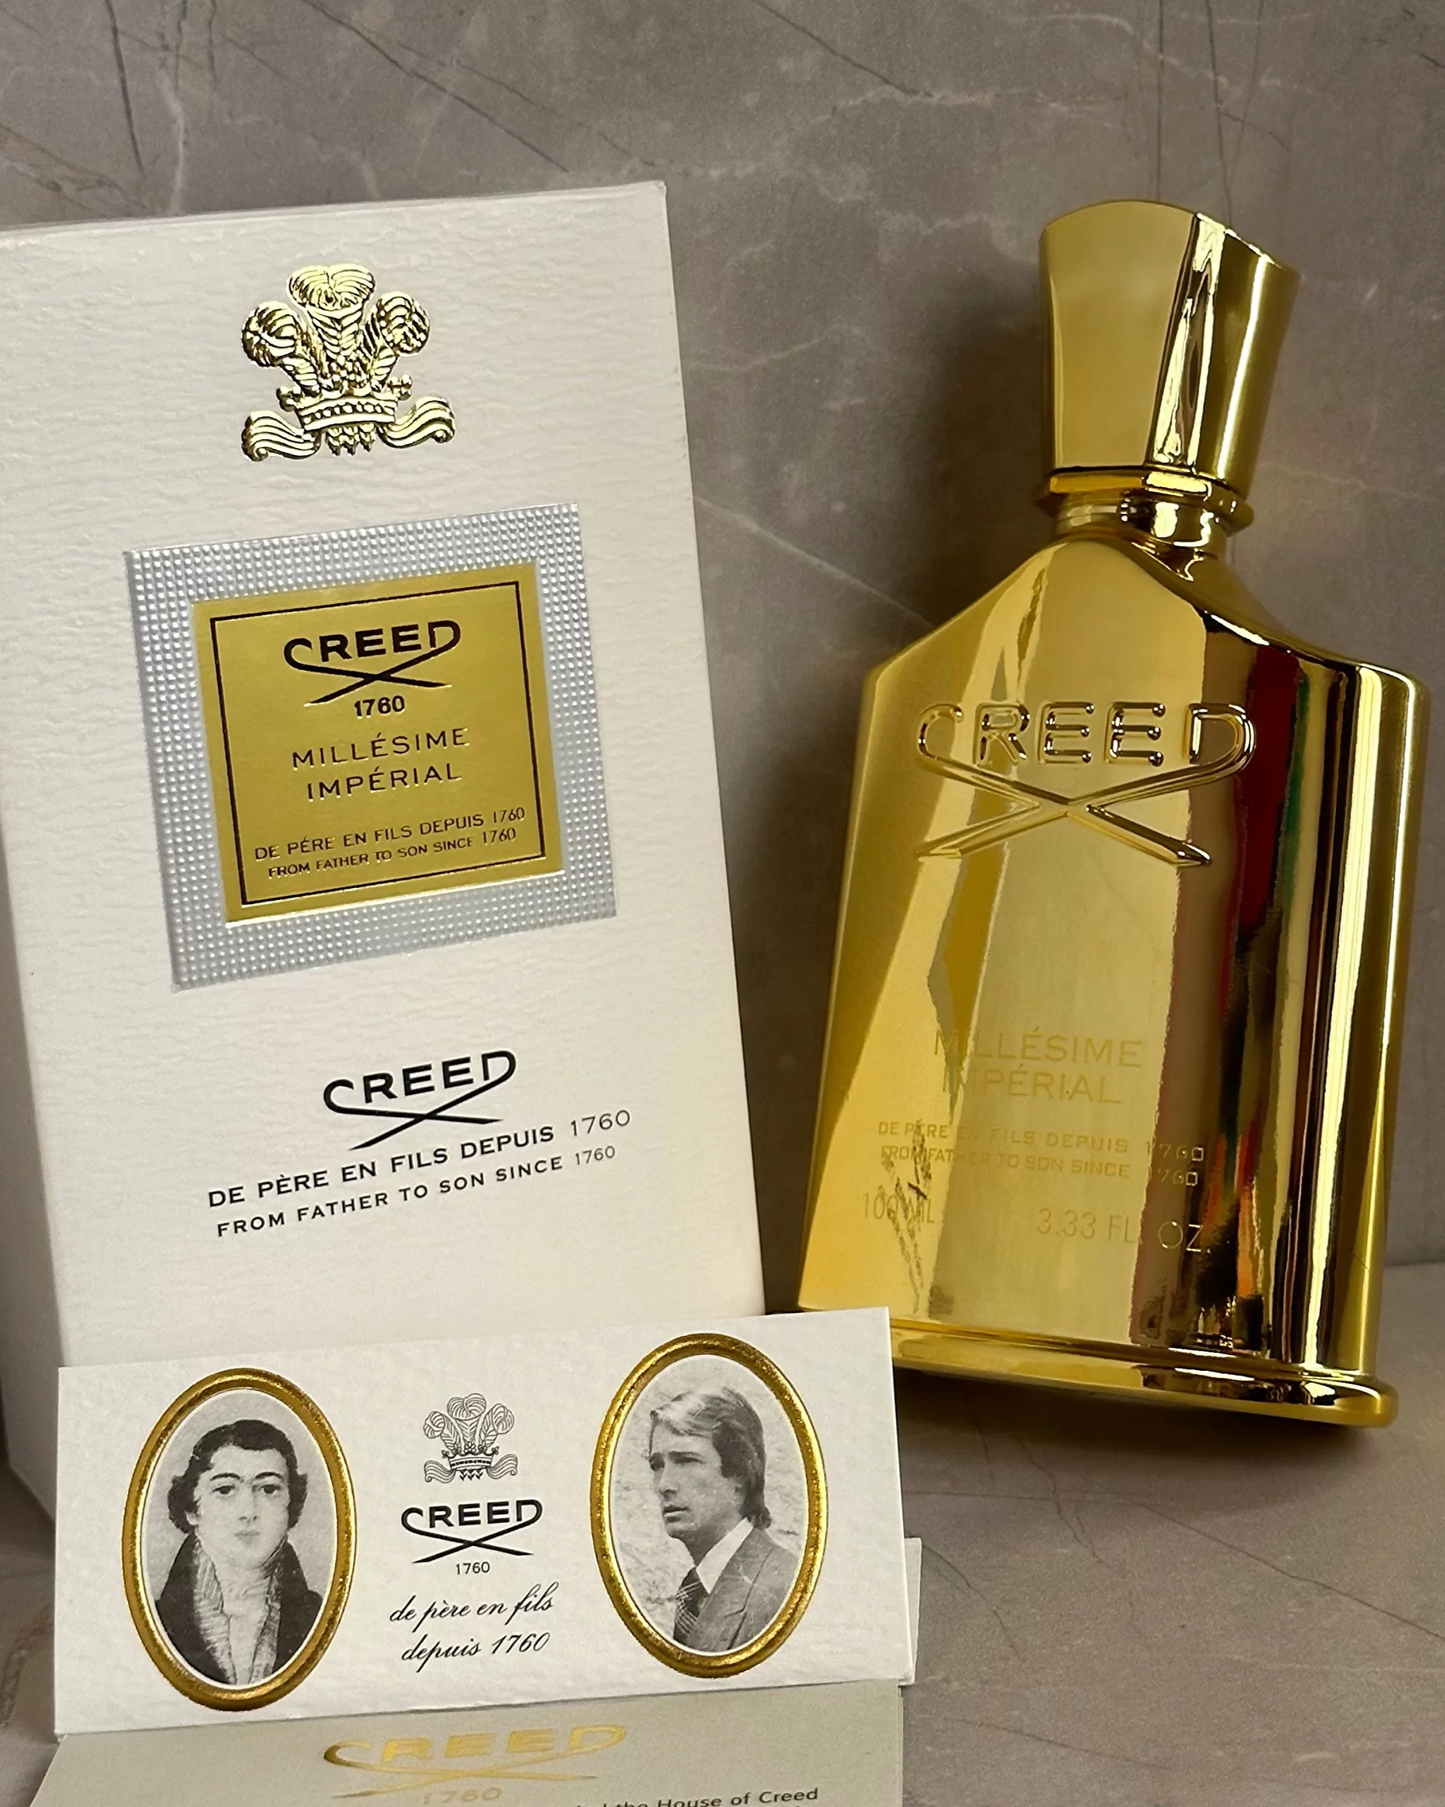 CREED
1760
MILLÉSIME
IMPÉRIAL
DE PÉRE EN FILS DEPUIS 1760
FROM FATHER TO SON SINCE 1760
CREED
DE PÈRE EN FILS DEPUIS 1760
FROM FATHER TO SON SINCE 1760
CREED
MILLÉSIME
IMPÉRIAL
DE PÈRE EN FILS DEPUIS 1760
FROM FATHER TO SON SINCE 1760
100 ML 3.33 FL OZ.
CREED
1760
de père en fils
depuis 1760
CREED
1760
the House of Creed